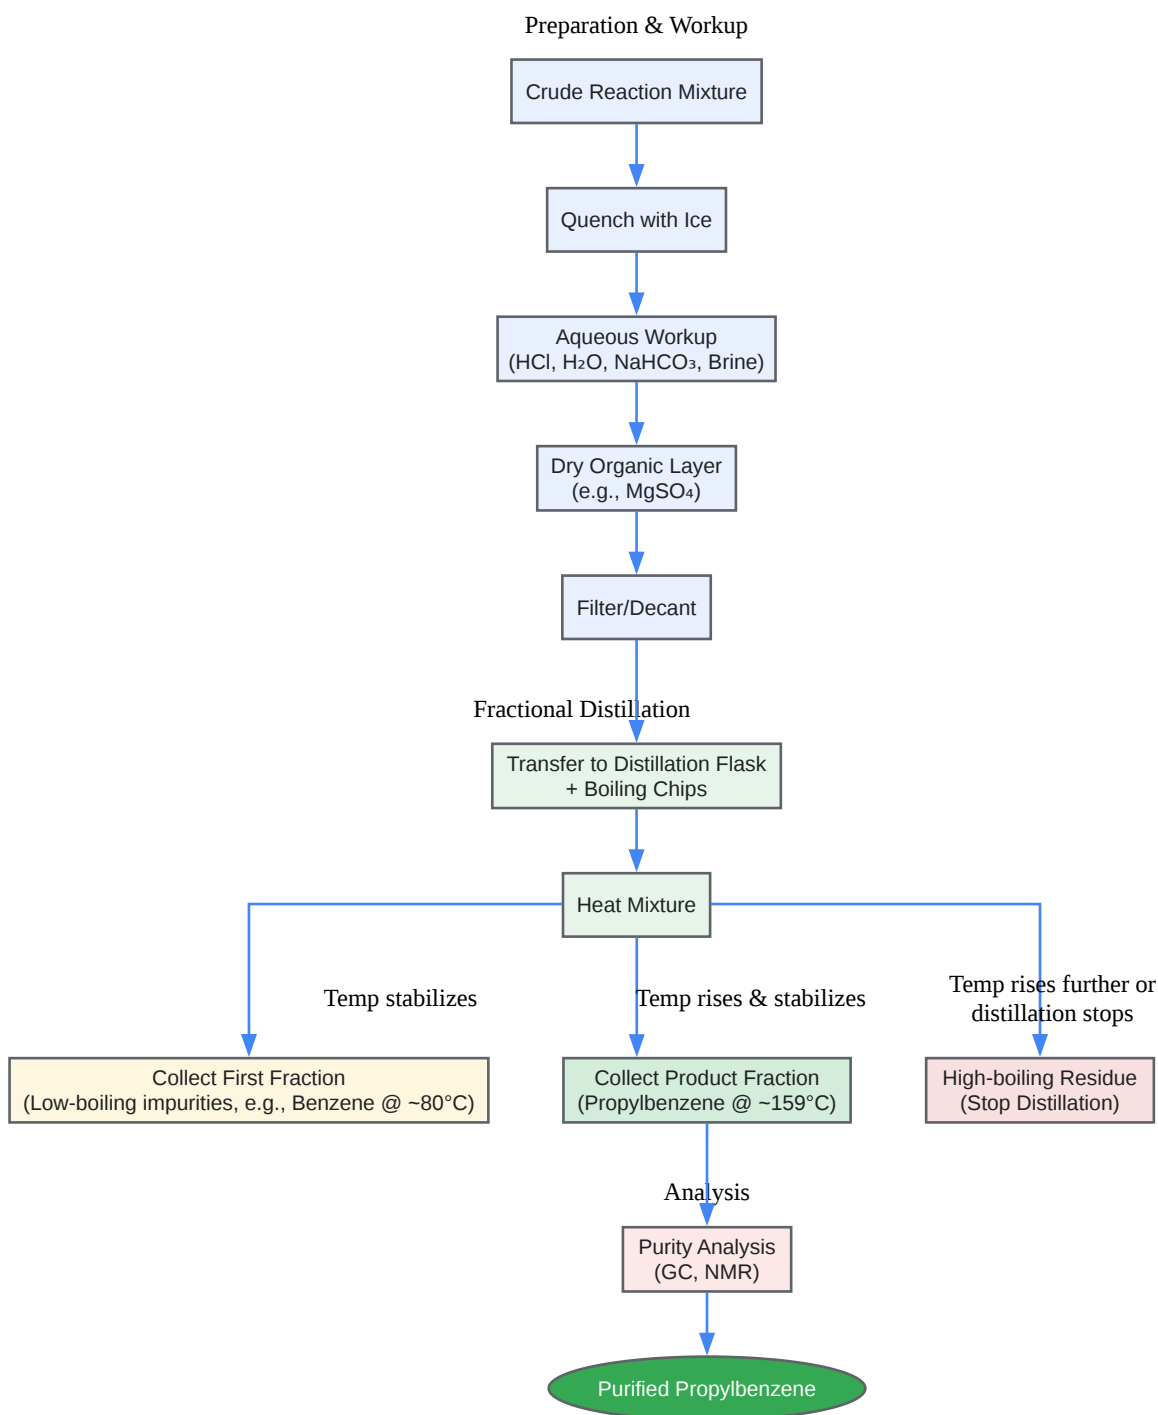 Preparation & Workup
Crude Reaction Mixture
Quench with Ice
Aqueous Workup
(HCl, H₂O, NaHCO₃, Brine)
Dry Organic Layer
(e.g., MgSO₄)
Filter/Decant
Fractional Distillation
Transfer to Distillation Flask
+ Boiling Chips
Heat Mixture
Temp stabilizes
Temp rises & stabilizes
Temp rises further or
distillation stops
Collect First Fraction
(Low-boiling impurities, e.g., Benzene @ ~80°C)
Collect Product Fraction
(Propylbenzene @ ~159°C)
High-boiling Residue
(Stop Distillation)
Analysis
Purity Analysis
(GC, NMR)
Purified Propylbenzene